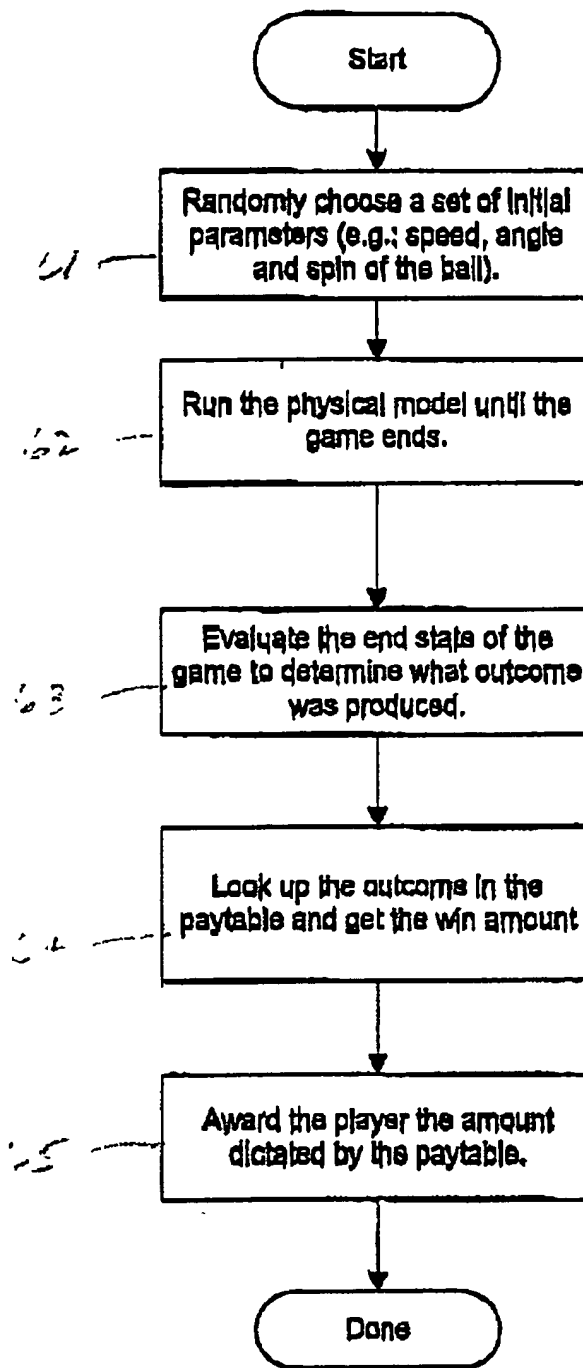 Start
Randomly choose a set of initial
parameters (e.g.: speed, angle
and spin of the ball).
61
Run the physical model until the
game ends.
62
Evaluate the end state of the
game to determine what outcome
was produced.
63
Look up the outcome in the
paytable and get the win amount
Award the player the amount
dictated by the paytable.
Done